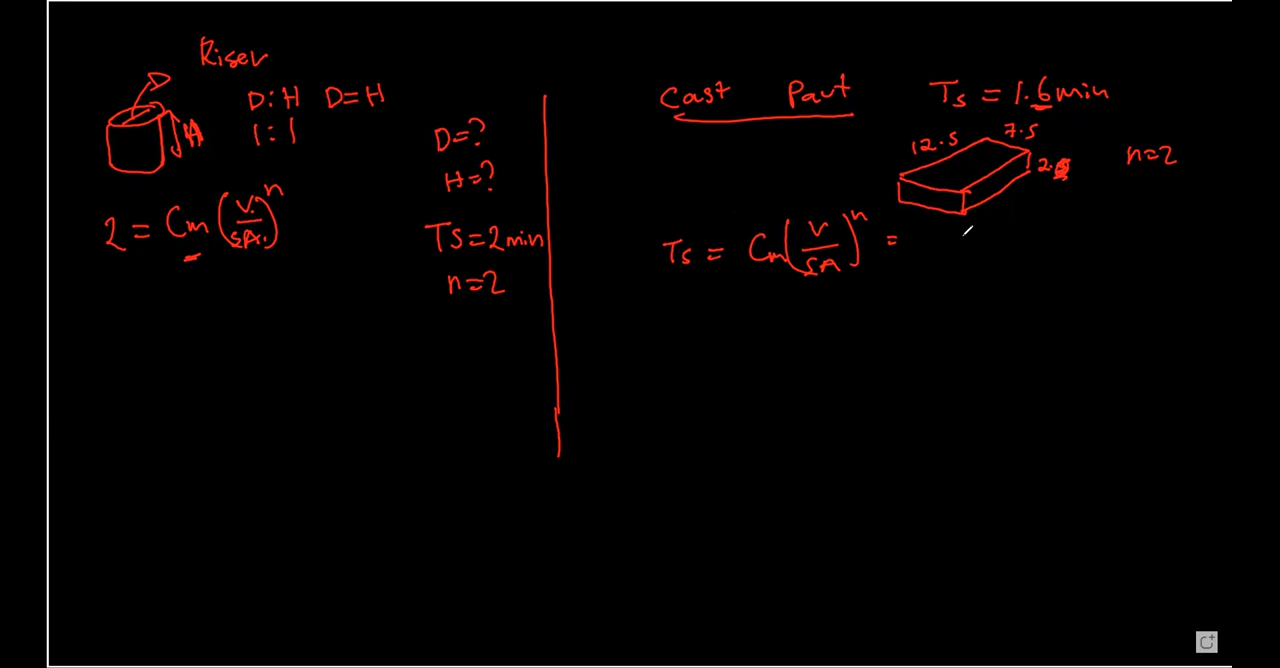 Riser
D:H D=H
1:1
H
D=?
H=?
2 = Cm (V/SA)^n
TS=2min
n=2
Cast Part Ts = 1.6min
12.5 7.5
n=2
Ts = Cm (V/SA)^n =